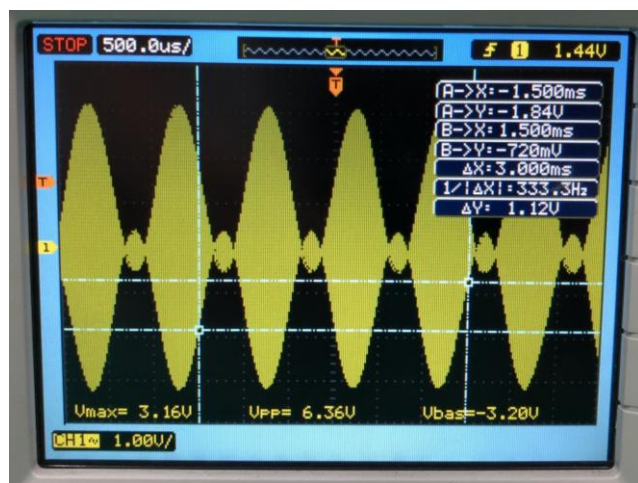 STOP 500.0us/ T f 1 1.44V
T
A->X:-1.500ms
A->Y:-1.84V
B->X: 1.500ms
B->Y:-720mV
ΔX:3.000ms
1/|ΔX|:333.3Hz
ΔY: 1.12V
T
1
Vmax= 3.16V Vpp= 6.36V Vbas=-3.20V
CH1~ 1.00V/